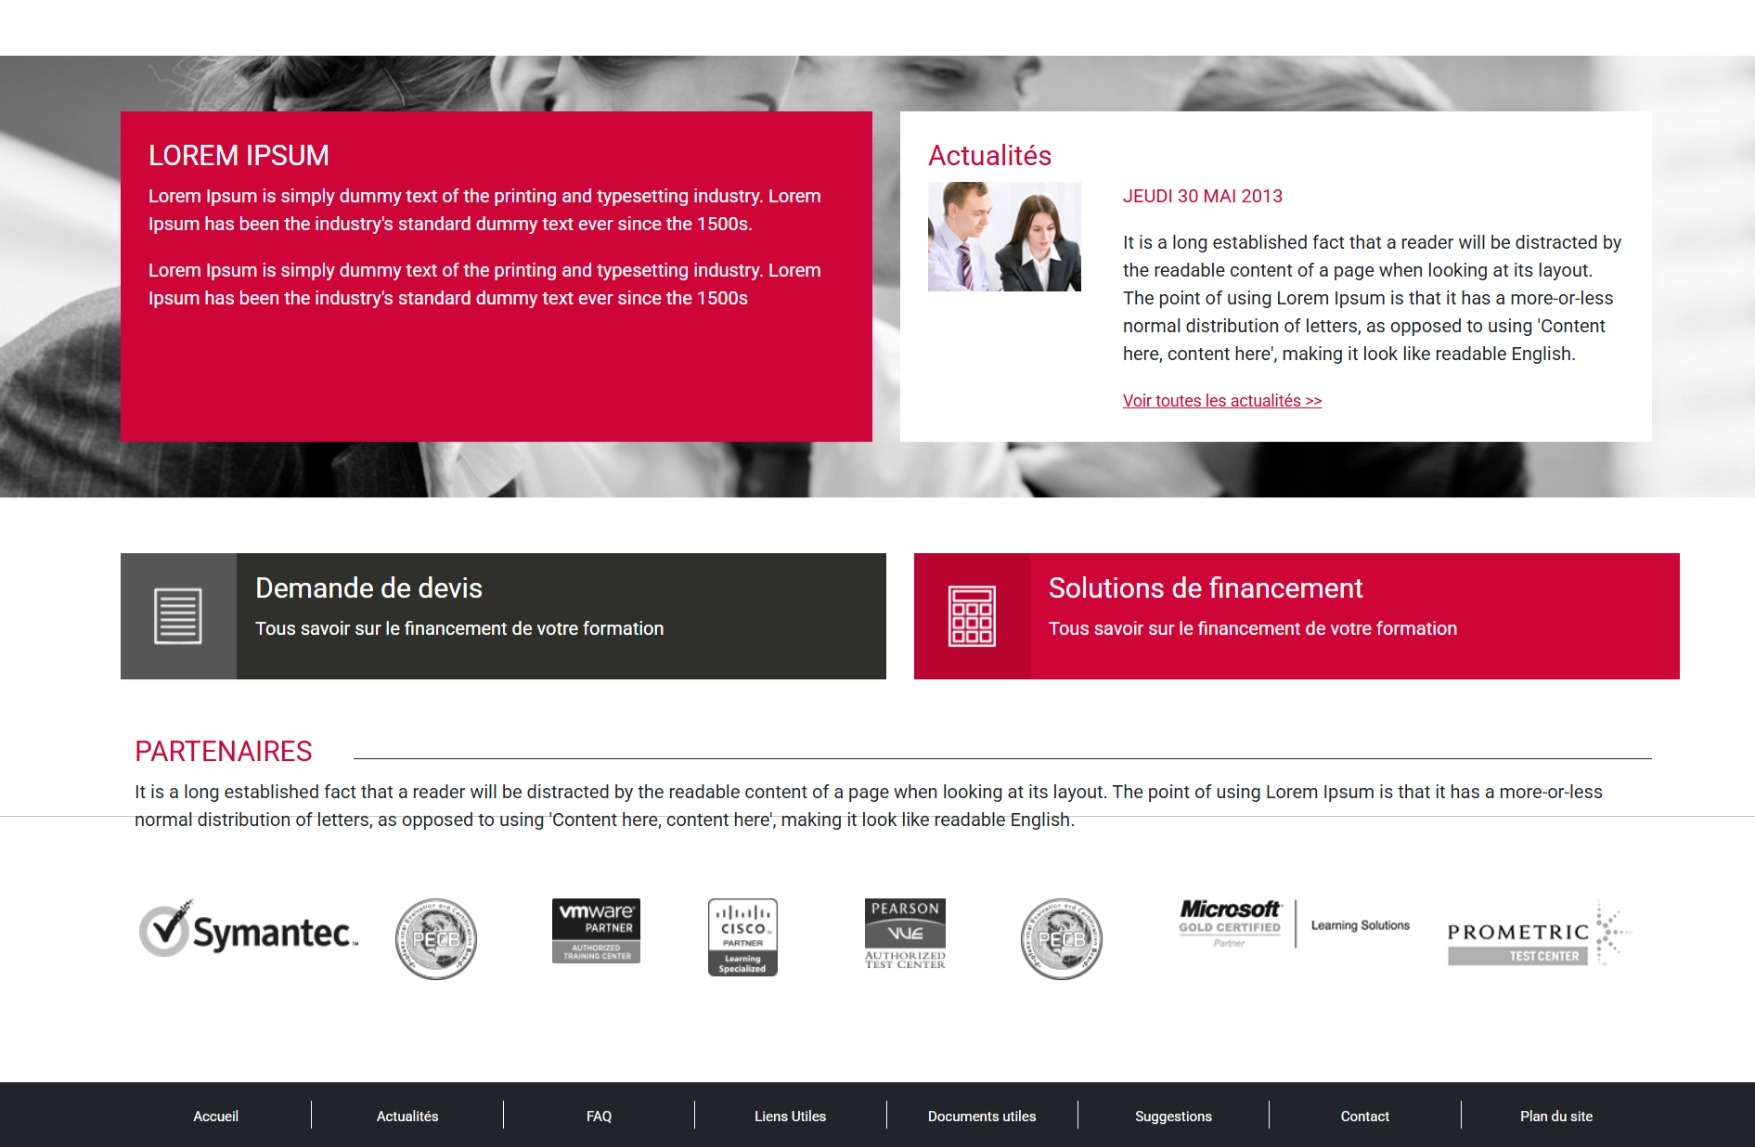 LOREM IPSUM
Lorem Ipsum is simply dummy text of the printing and typesetting industry. Lorem
Ipsum has been the industry's standard dummy text ever since the 1500s.
Lorem Ipsum is simply dummy text of the printing and typesetting industry. Lorem
Ipsum has been the industry's standard dummy text ever since the 1500s
Actualités
JEUDI 30 MAI 2013
It is a long established fact that a reader will be distracted by
the readable content of a page when looking at its layout.
The point of using Lorem Ipsum is that it has a more-or-less
normal distribution of letters, as opposed to using 'Content
here, content here', making it look like readable English.
Voir toutes les actualités >>
Demande de devis
Tous savoir sur le financement de votre formation
Solutions de financement
Tous savoir sur le financement de votre formation
PARTENAIRES
It is a long established fact that a reader will be distracted by the readable content of a page when looking at its layout. The point of using Lorem Ipsum is that it has a more-or-less
normal distribution of letters, as opposed to using 'Content here, content here', making it look like readable English.
Symantec
PECB
vmware
PARTNER
AUTHORIZED
TRAINING CENTER
CISCO
PARTNER
Learning
Specialized
PEARSON
VUE
AUTHORIZED
TEST CENTER
PECB
Microsoft
GOLD CERTIFIED
Partner
Learning Solutions
PROMETRIC
TEST CENTER
Accueil
Actualités
FAQ
Liens Utiles
Documents utiles
Suggestions
Contact
Plan du site